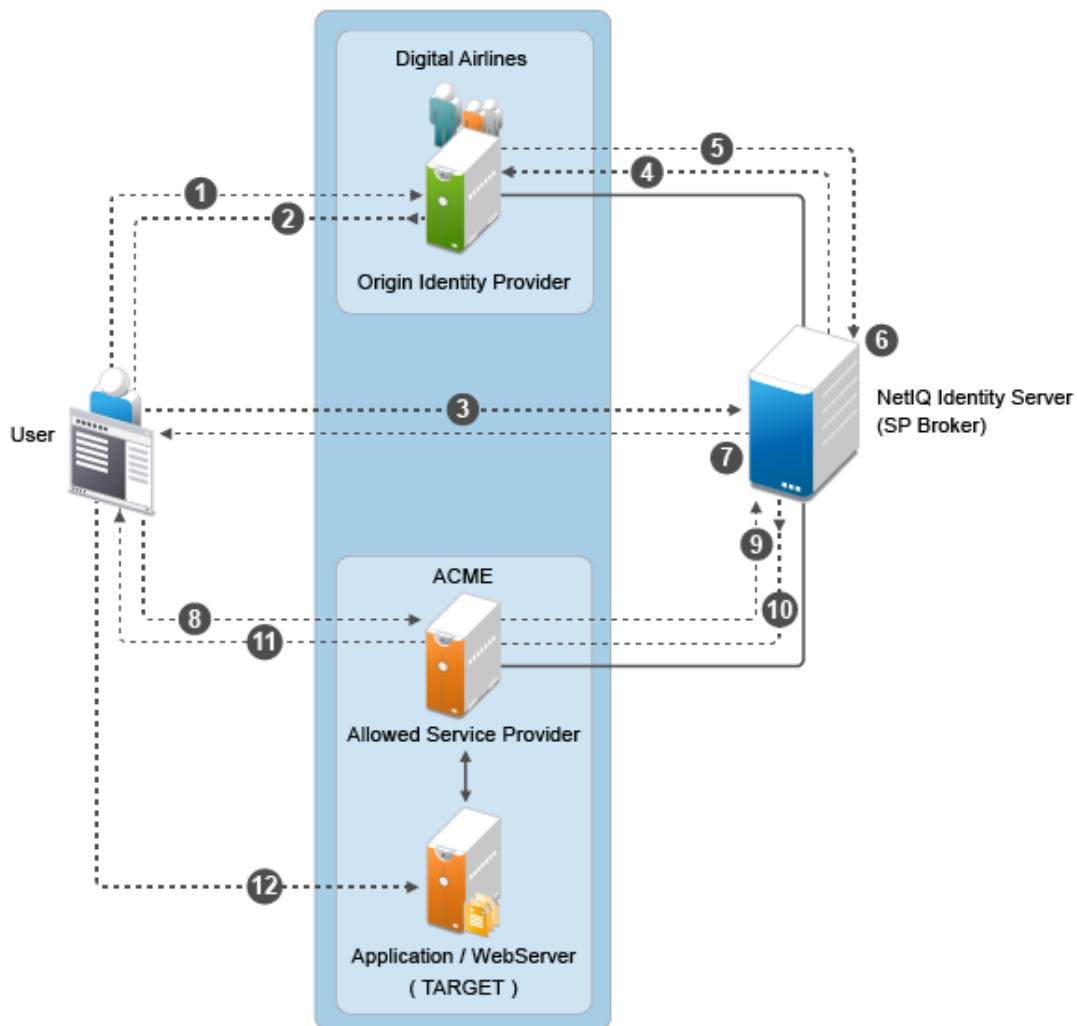 Digital Airlines
5
4
1
2
Origin Identity Provider
6
NetIQ Identity Server
(SP Broker)
3
User
7
9
ACME
10
8
11
Allowed Service Provider
12
Application / WebServer
( TARGET )